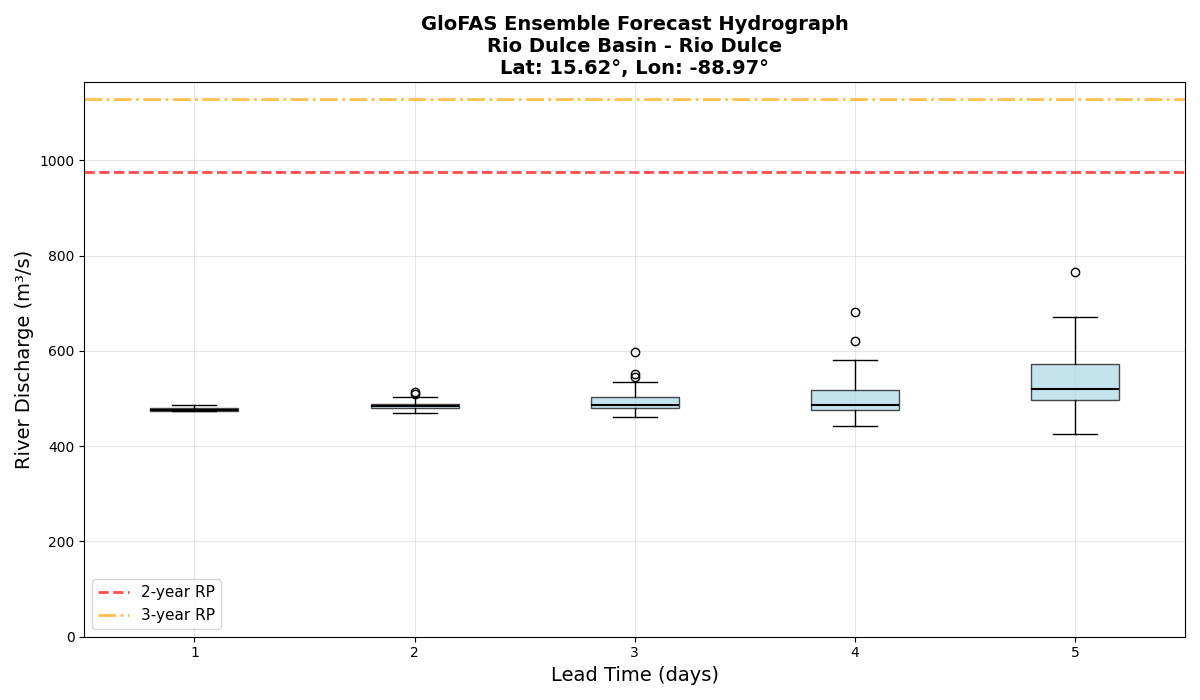 GloFAS Ensemble Forecast Hydrograph
Rio Dulce Basin - Rio Dulce
Lat: 15.62°, Lon: -88.97°
River Discharge (m³/s)
1000
800
600
400
200
0
2-year RP
3-year RP
1 2 3 4 5
Lead Time (days)